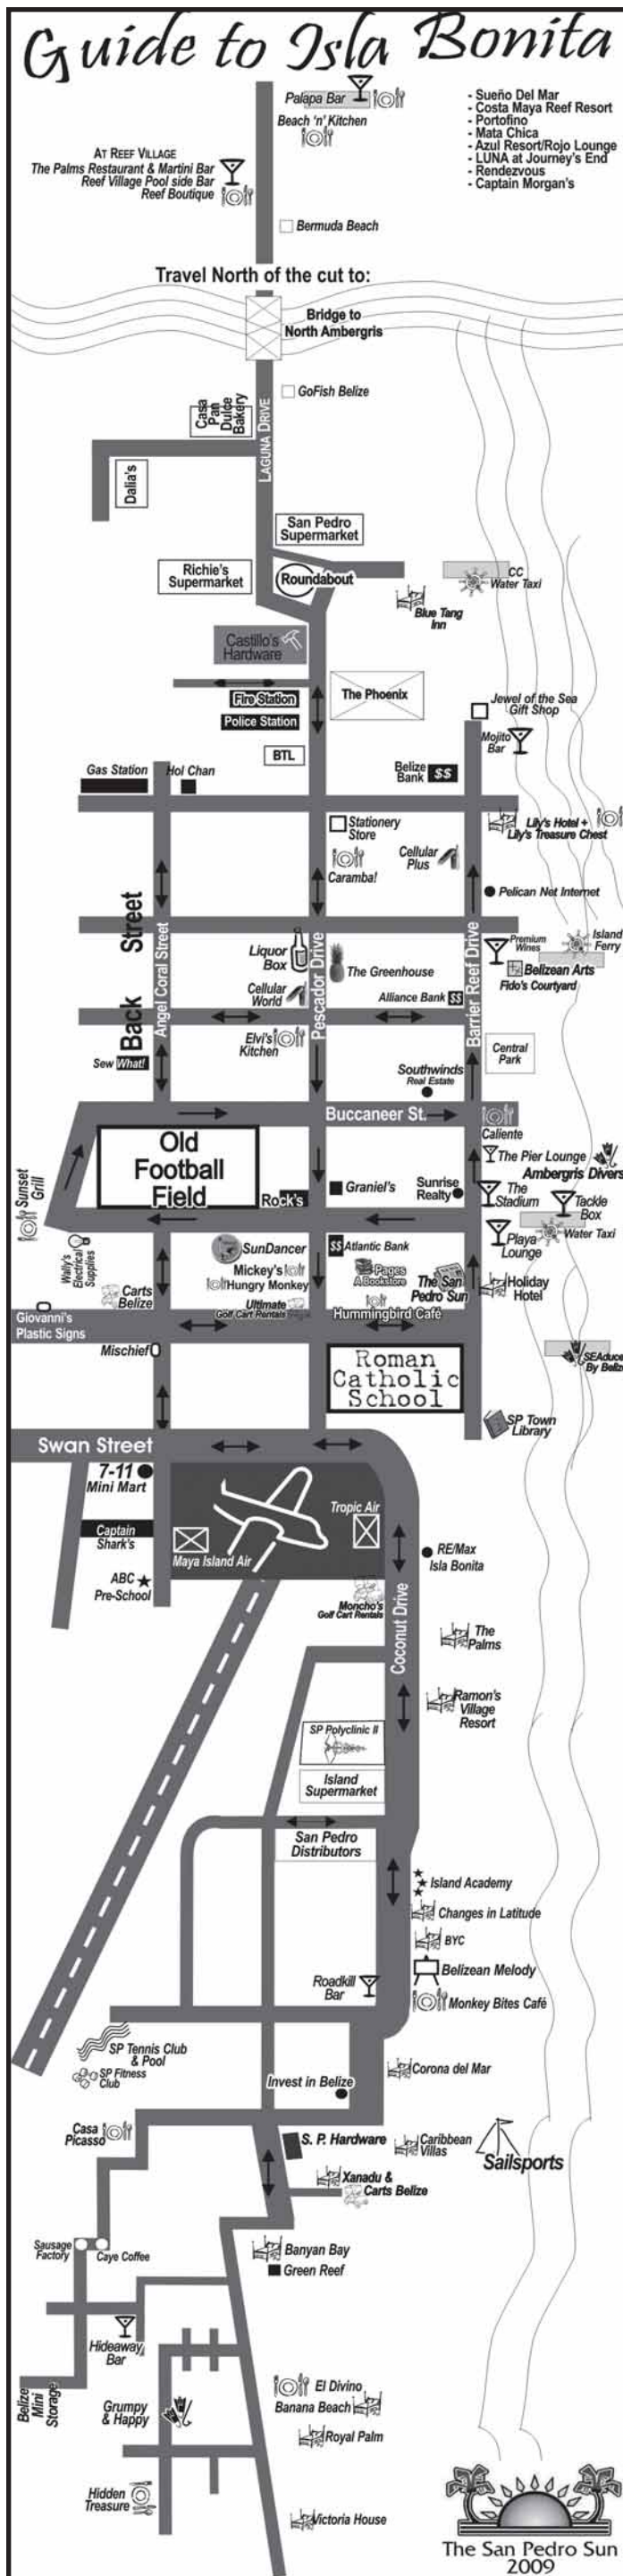 Guide to Isla Bonita
Palapa Bar
Beach 'n' Kitchen
- Sueño Del Mar
- Costa Maya Reef Resort
- Portofino
- Mata Chica
- Azul Resort/Rojo Lounge
- LUNA at Journey's End
- Rendezvous
- Captain Morgan's
At Reef Village
The Palms Restaurant & Martini Bar
Reef Village Pool side Bar
Reef Boutique
Bermuda Beach
Travel North of the cut to:
Bridge to
North Ambergris
GoFish Belize
Casa
Pan
Dulce
Bakery
Laguna Drive
Dalia's
San Pedro
Supermarket
Richie's
Supermarket
Roundabout
CC
Water Taxi
Blue Tang
Inn
Castillo's
Hardware
Fire Station
Police Station
The Phoenix
Jewel of the Sea
Gift Shop
Mojito
Bar
BTL
Belize
Bank
$$
Gas Station
Hol Chan
Stationery
Store
Lily's Hotel +
Lily's Treasure Chest
Caramba!
Cellular
Plus
Pelican Net Internet
Back Street
Angel Coral Street
Pescador Drive
Barrier Reef Drive
Liquor
Box
The Greenhouse
Premium
Wines
Island
Ferry
Belizean Arts
Fido's Courtyard
Cellular
World
Alliance Bank
$$
Elvi's
Kitchen
Central
Park
Sew What!
Southwinds
Real Estate
Buccaneer St.
Caliente
Old
Football
Field
The Pier Lounge
Ambergris Divers
Sunset
Grill
Rock's
Graniel's
Sunrise
Realty
The
Stadium
Tackle
Box
Water Taxi
Playa
Lounge
Wally's
Electrical
Supplies
SunDancer
$$
Atlantic Bank
Mickey's
Hungry Monkey
Pages
A Bookstore
The San
Pedro Sun
Holiday
Hotel
Carts
Belize
Ultimate
Golf Cart Rentals
Hummingbird Café
Giovanni's
Plastic Signs
Mischief
Roman
Catholic
School
SEAduced
By Belize
SP Town
Library
Swan Street
7-11
Mini Mart
Captain
Shark's
Maya Island Air
Tropic Air
ABC
Pre-School
RE/Max
Isla Bonita
Moncho's
Golf Cart Rentals
Coconut Drive
The
Palms
Ramon's
Village
Resort
SP Polyclinic II
Island
Supermarket
San Pedro
Distributors
Island Academy
Changes in Latitude
BYC
Belizean Melody
Roadkill
Bar
Monkey Bites Café
SP Tennis Club
& Pool
SP Fitness
Club
Corona del Mar
Invest in Belize
Casa
Picasso
S. P. Hardware
Caribbean
Villas
Sailsports
Xanadu &
Carts Belize
Sausage
Factory
Caye Coffee
Banyan Bay
Green Reef
Hideaway
Bar
Belize
Mini
Storage
El Divino
Banana Beach
Grumpy
& Happy
Royal Palm
Hidden
Treasure
Victoria House
The San Pedro Sun
2009